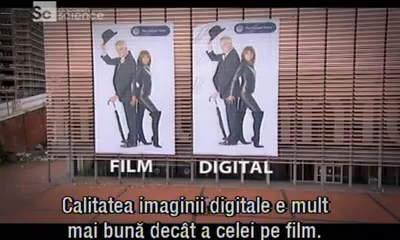 Sc science
FILM
DIGITAL
Calitatea imaginii digitale e mult
mai bună decât a celei pe film.